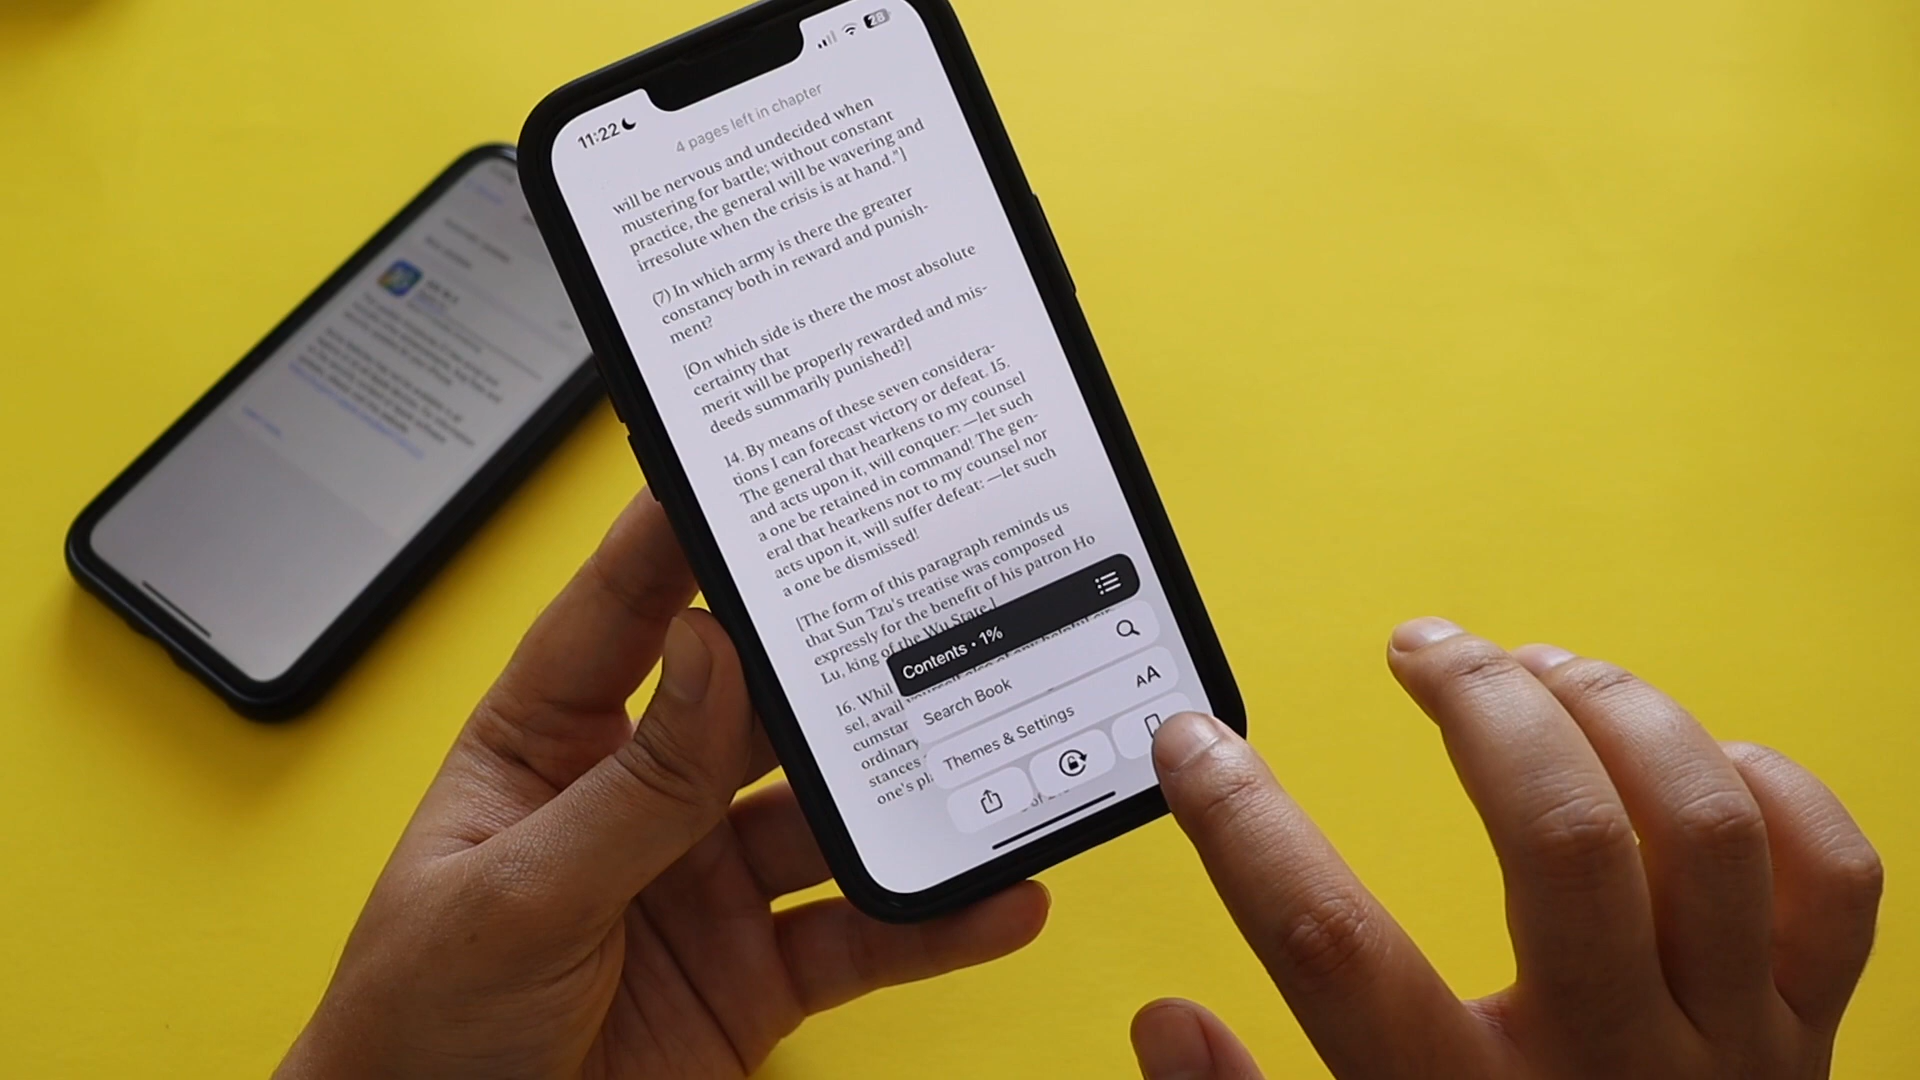 11:22
28
4 pages left in chapter
will be nervous and undecided when
mustering for battle; without constant
practice, the general will be wavering and
irresolute when the crisis is at hand."]
(7) In which army is there the greater
constancy both in reward and punish-
ment?
[On which side is there the most absolute
certainty that
merit will be properly rewarded and mis-
deeds summarily punished?]
14. By means of these seven considera-
tions I can forecast victory or defeat. 15.
The general that hearkens to my counsel
and acts upon it, will conquer: —let such
a one be retained in command! The gen-
eral that hearkens not to my counsel nor
acts upon it, will suffer defeat: —let such
a one be dismissed!
[The form of this paragraph reminds us
that Sun Tzu's treatise was composed
expressly for the benefit of his patron Ho
Lu, king of the Wu State.]
16. Whil
sel, avail
cumstar
ordinary
stances
one's pl
Contents • 1%
Search Book
Themes & Settings
AA